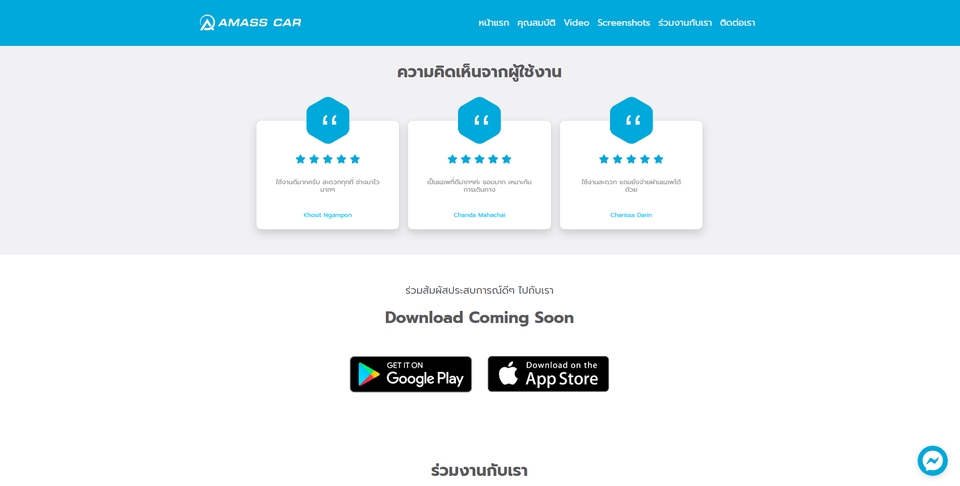 AMASS CAR
หน้าแรก คุณสมบัติ Video Screenshots ร่วมงานกับเรา ติดต่อเรา
ความคิดเห็นจากผู้ใช้งาน
ใช้งานดีมากครับ สะดวกทุกที่ ช่างมาไว
มากๆ
Khosit Ngampon
เป็นแอพที่ดีมากๆค่ะ ชอบมาก เหมาะกับ
การเดินทาง
Chanda Mahachai
ใช้งานสะดวก แถมยังจ่ายผ่านแอพได้
ด้วย
Charissa Darin
ร่วมสัมผัสประสบการณ์ดีๆ ไปกับเรา
Download Coming Soon
GET IT ON
Google Play
Download on the
App Store
ร่วมงานกับเรา